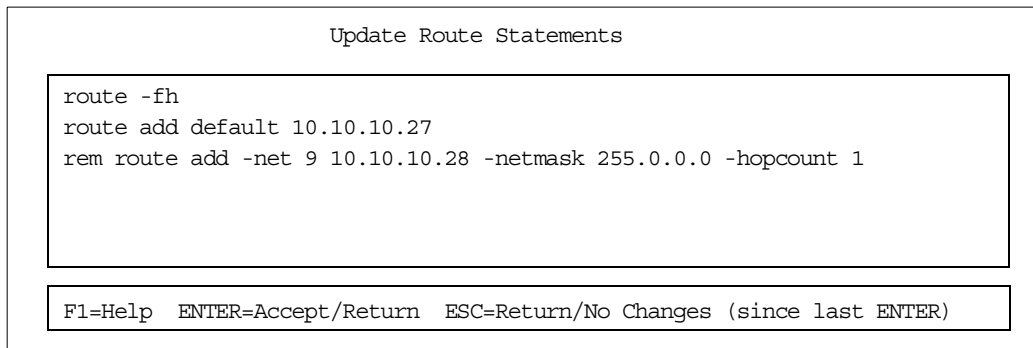 Update Route Statements
route -fh
route add default 10.10.10.27
rem route add -net 9 10.10.10.28 -netmask 255.0.0.0 -hopcount 1
F1=Help  ENTER=Accept/Return  ESC=Return/No Changes (since last ENTER)